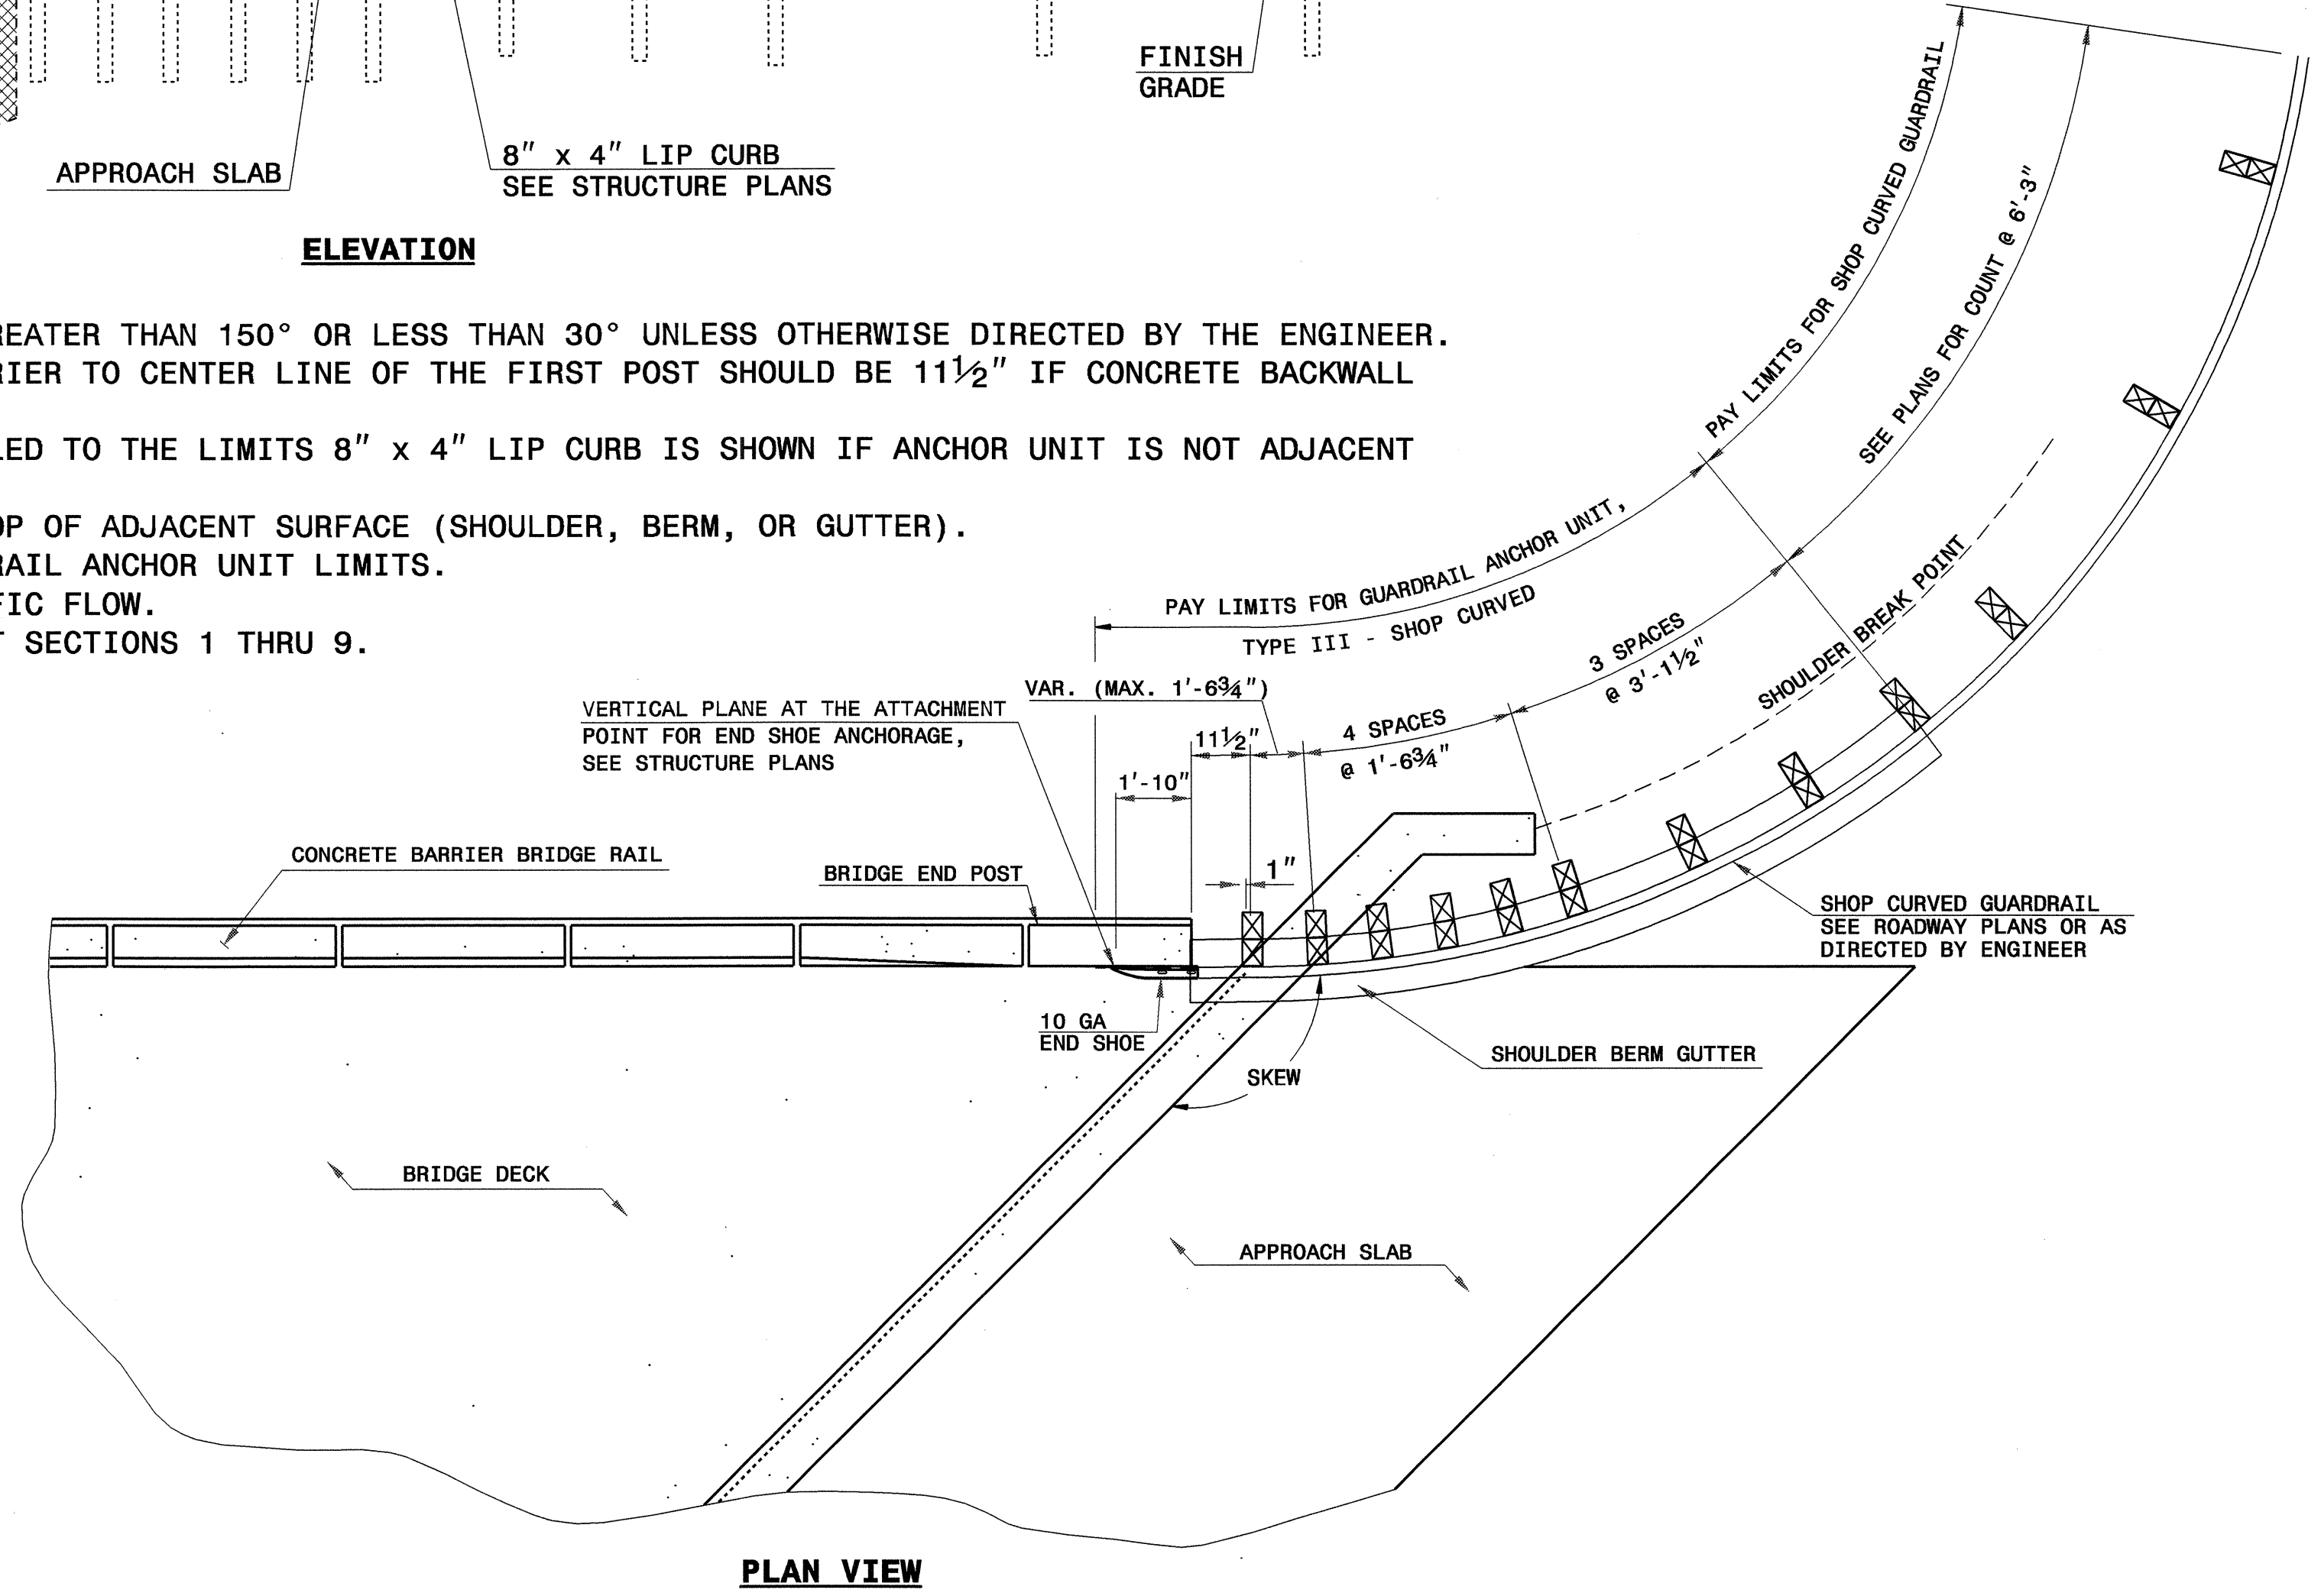 FINISH
GRADE
APPROACH SLAB
8" x 4" LIP CURB
SEE STRUCTURE PLANS
ELEVATION
REATER THAN 150° OR LESS THAN 30° UNLESS OTHERWISE DIRECTED BY THE ENGINEER.
RIER TO CENTER LINE OF THE FIRST POST SHOULD BE 11½" IF CONCRETE BACKWALL
LED TO THE LIMITS 8" x 4" LIP CURB IS SHOWN IF ANCHOR UNIT IS NOT ADJACENT
OP OF ADJACENT SURFACE (SHOULDER, BERM, OR GUTTER).
RAIL ANCHOR UNIT LIMITS.
FIC FLOW.
T SECTIONS 1 THRU 9.
PAY LIMITS FOR SHOP CURVED GUARDRAIL
SEE PLANS FOR COUNT @ 6'-3"
PAY LIMITS FOR GUARDRAIL ANCHOR UNIT,
TYPE III - SHOP CURVED
3 SPACES
@ 3'-1½"
SHOULDER BREAK POINT
VAR. (MAX. 1'-6¾")
VERTICAL PLANE AT THE ATTACHMENT
POINT FOR END SHOE ANCHORAGE,
SEE STRUCTURE PLANS
11½"
4 SPACES
@ 1'-6¾"
1'-10"
CONCRETE BARRIER BRIDGE RAIL
BRIDGE END POST
1"
SHOP CURVED GUARDRAIL
SEE ROADWAY PLANS OR AS
DIRECTED BY ENGINEER
10 GA
END SHOE
SHOULDER BERM GUTTER
SKEW
BRIDGE DECK
APPROACH SLAB
PLAN VIEW